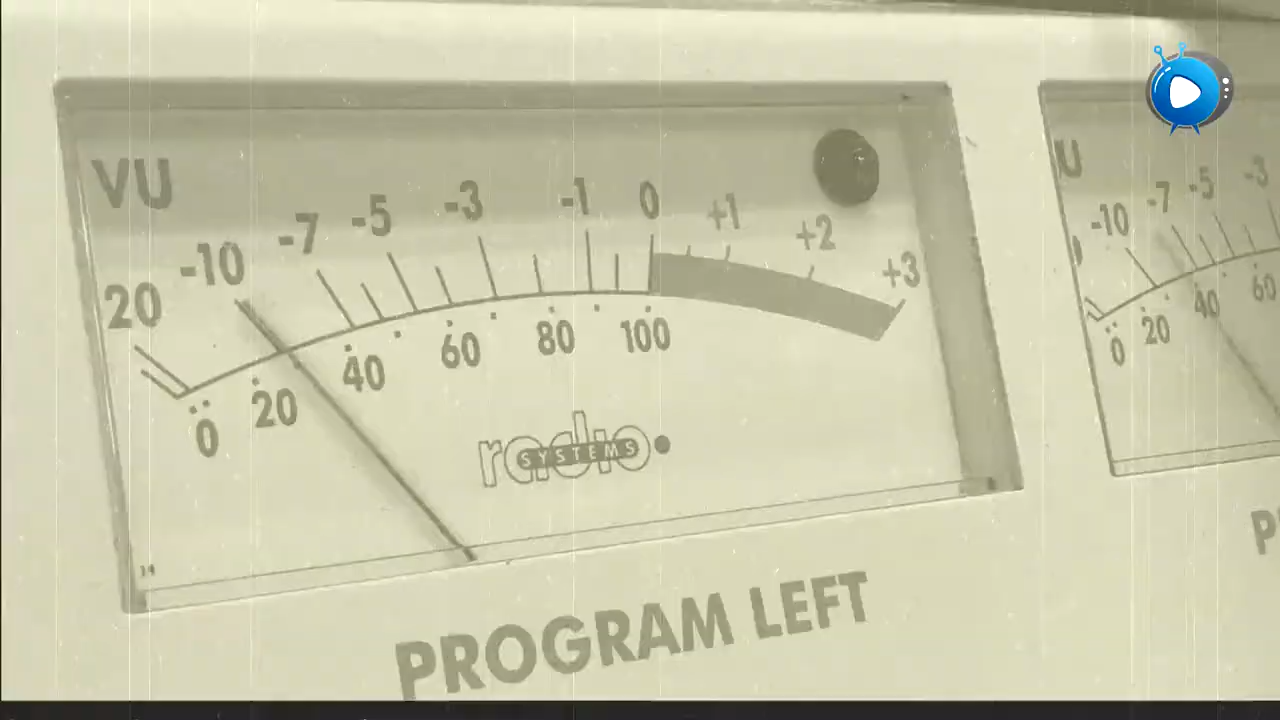 VU
20 -10 -7 -5 -3 -1 0 +1 +2 +3
0 20 40 60 80 100
radio
SYSTEMS
PROGRAM LEFT
U
-10 -7 -5 -3
0 20 40 60
P